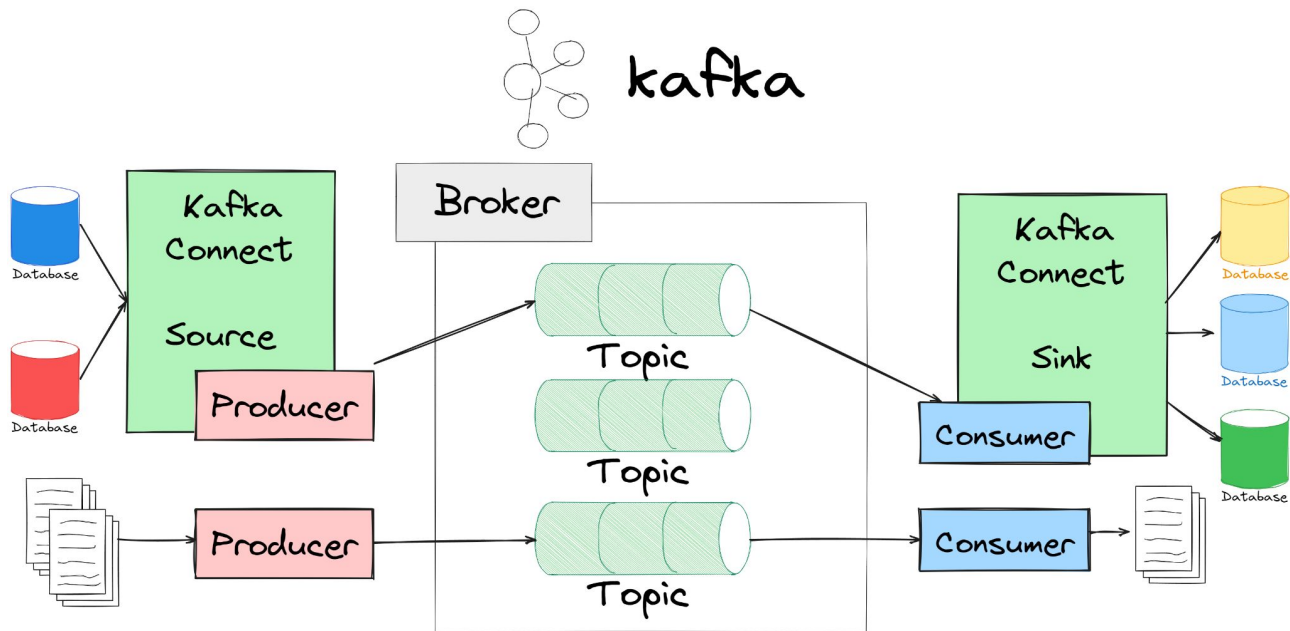 kafka
Broker
Kafka
Connect
Source
Producer
Database
Database
Topic
Topic
Topic
Producer
Kafka
Connect
Sink
Consumer
Consumer
Database
Database
Database